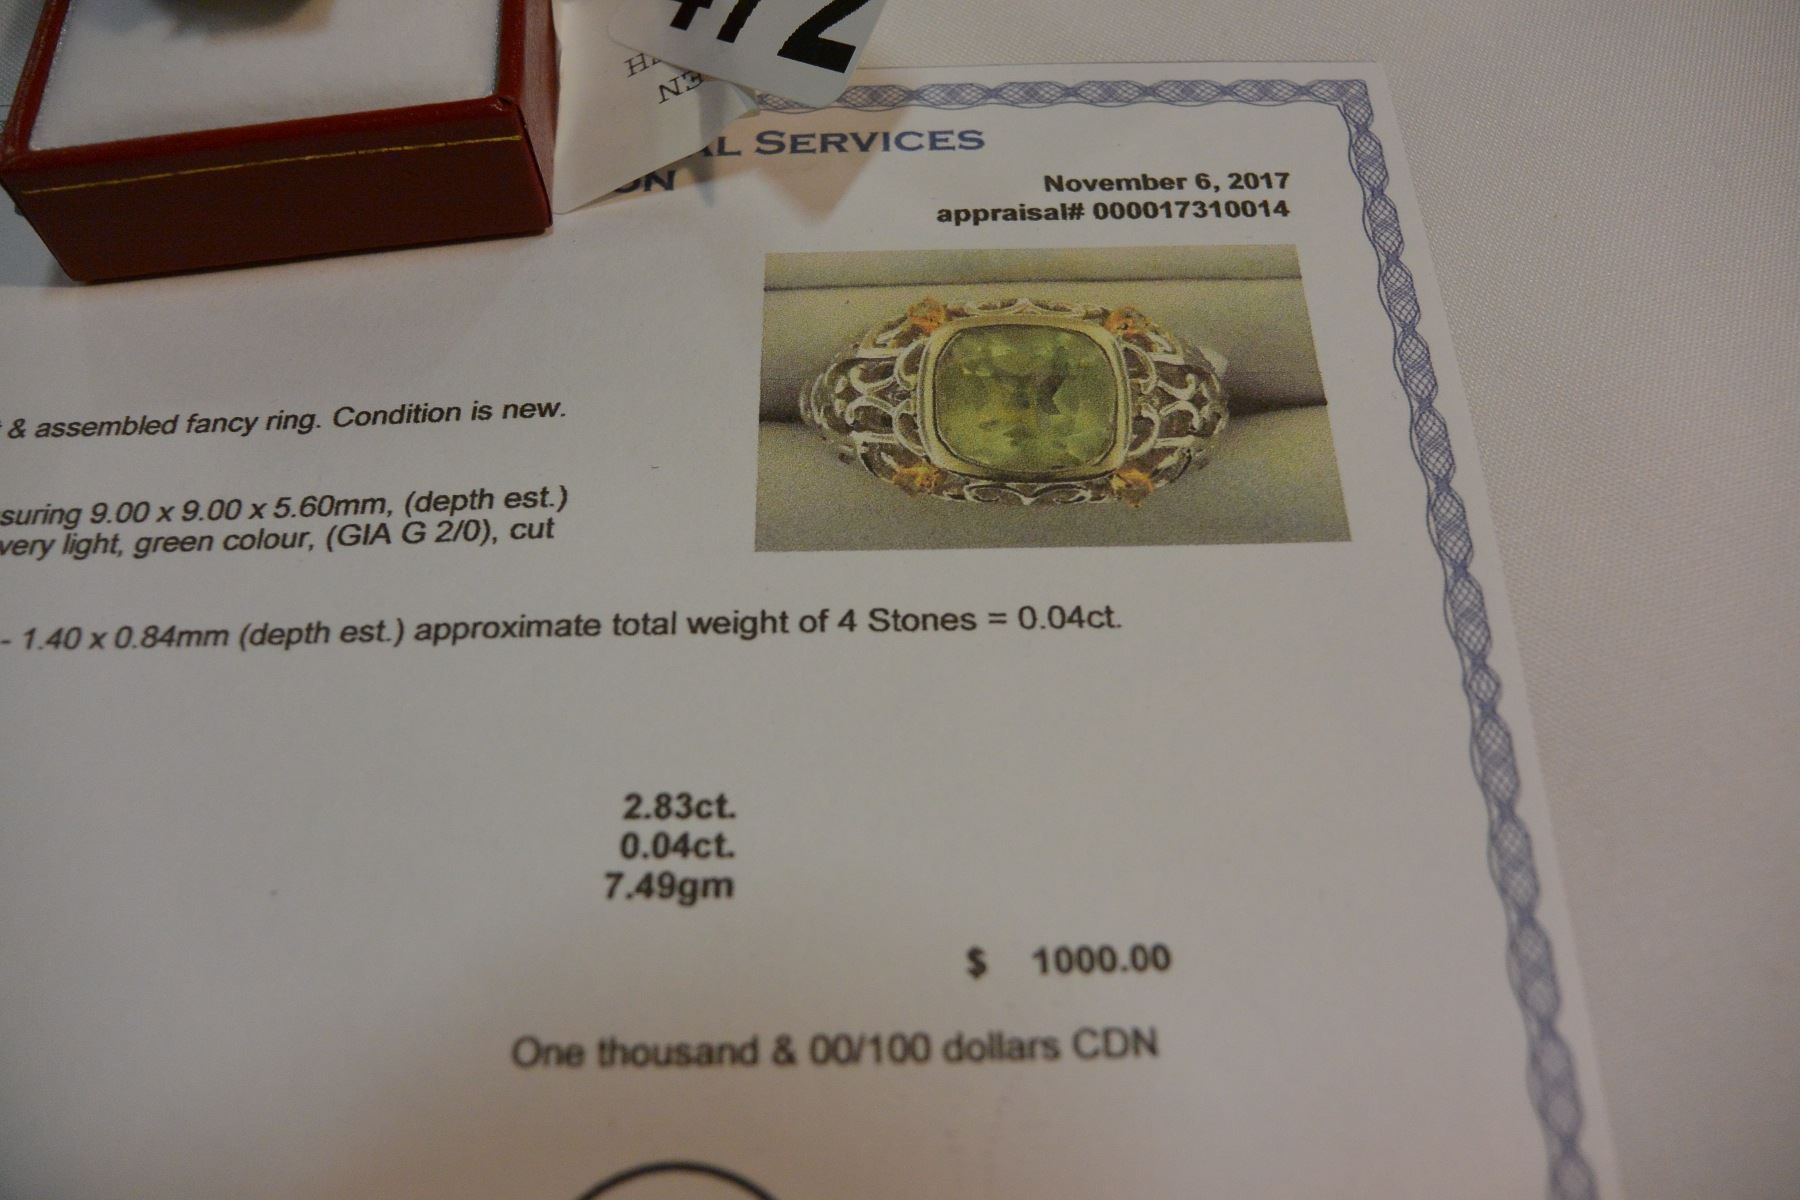 472
EN
SERVICES
November 6, 2017
appraisal# 000017310014
& assembled fancy ring. Condition is new.
suring 9.00 x 9.00 x 5.60mm, (depth est.)
very light, green colour, (GIA G 2/0), cut
- 1.40 x 0.84mm (depth est.) approximate total weight of 4 Stones = 0.04ct.
2.83ct.
0.04ct.
7.49gm
$ 1000.00
One thousand & 00/100 dollars CDN